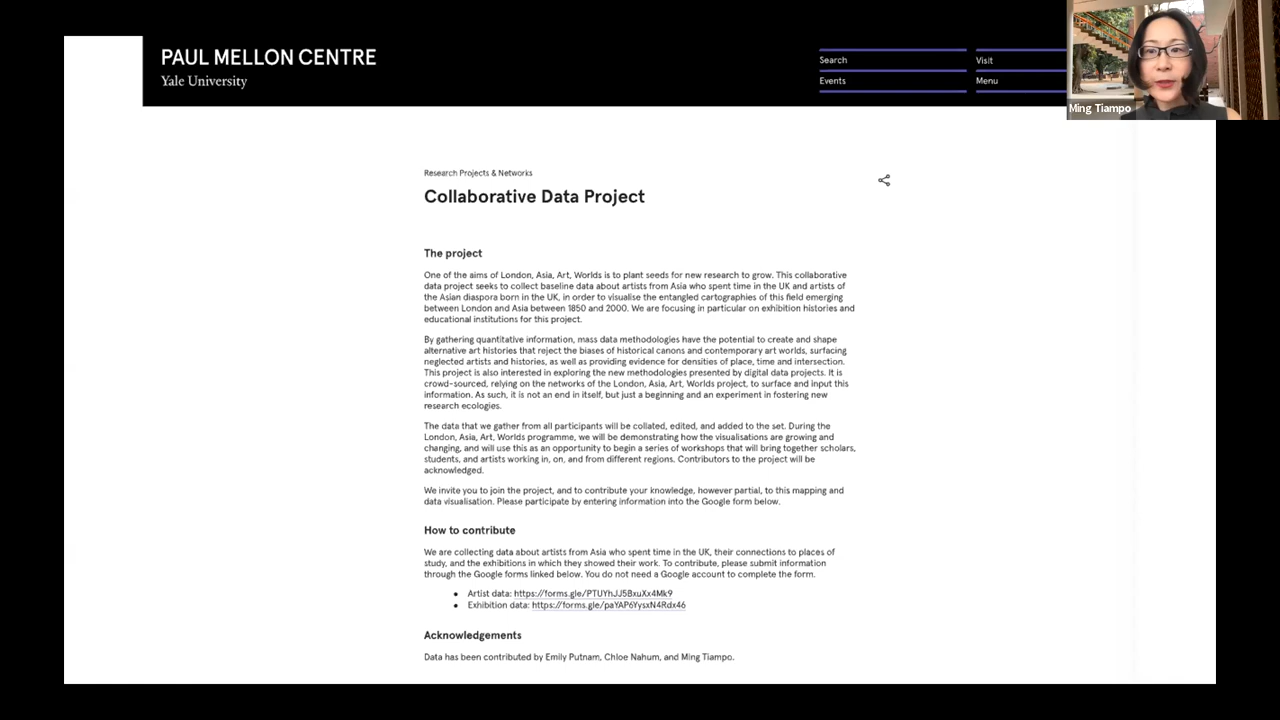 PAUL MELLON CENTRE
Yale University
Search
Visit
Events
Menu
Ming Tiampo
Research Projects & Networks
Collaborative Data Project
The project
One of the aims of London, Asia, Art, Worlds is to plant seeds for new research to grow. This collaborative
data project seeks to collect baseline data about artists from Asia who spent time in the UK and artists of
the Asian diaspora born in the UK, in order to visualise the entangled cartographies of this field emerging
between London and Asia between 1850 and 2000. We are focusing in particular on exhibition histories and
educational institutions for this project.
By gathering quantitative information, mass data methodologies have the potential to create and shape
alternative art histories that reject the biases of historical canons and contemporary art worlds, surfacing
neglected artists and histories, as well as providing evidence for densities of place, time and intersection.
This project is also interested in exploring the new methodologies presented by digital data projects. It is
crowd-sourced, relying on the networks of the London, Asia, Art, Worlds project, to surface and input this
information. As such, it is not an end in itself, but just a beginning and an experiment in fostering new
research ecologies.
The data that we gather from all participants will be collated, edited, and added to the set. During the
London, Asia, Art, Worlds programme, we will be demonstrating how the visualisations are growing and
changing, and will use this as an opportunity to begin a series of workshops that will bring together scholars,
students, and artists working in, on, and from different regions. Contributors to the project will be
acknowledged.
We invite you to join the project, and to contribute your knowledge, however partial, to this mapping and
data visualisation. Please participate by entering information into the Google form below.
How to contribute
We are collecting data about artists from Asia who spent time in the UK, their connections to places of
study, and the exhibitions in which they showed their work. To contribute, please submit information
through the Google forms linked below. You do not need a Google account to complete the form.
• Artist data: https://forms.gle/PTUYhJJ5BxuXx4Mk9
• Exhibition data: https://forms.gle/paYAP6YysxN4Rdx46
Acknowledgements
Data has been contributed by Emily Putnam, Chloe Nahum, and Ming Tiampo.